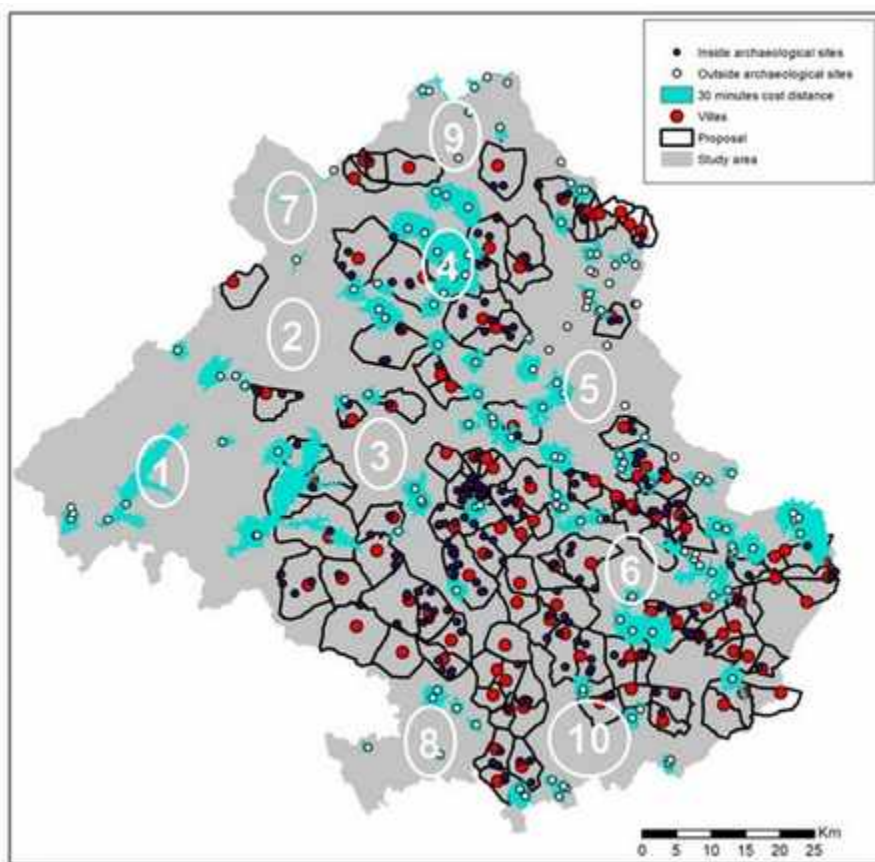 Inside archaeological sites
Outside archaeological sites
30 minutes cost distance
Villes
Proposal
Study area
9
7
4
2
5
3
1
6
8
10
Km
0 5 10 15 20 25